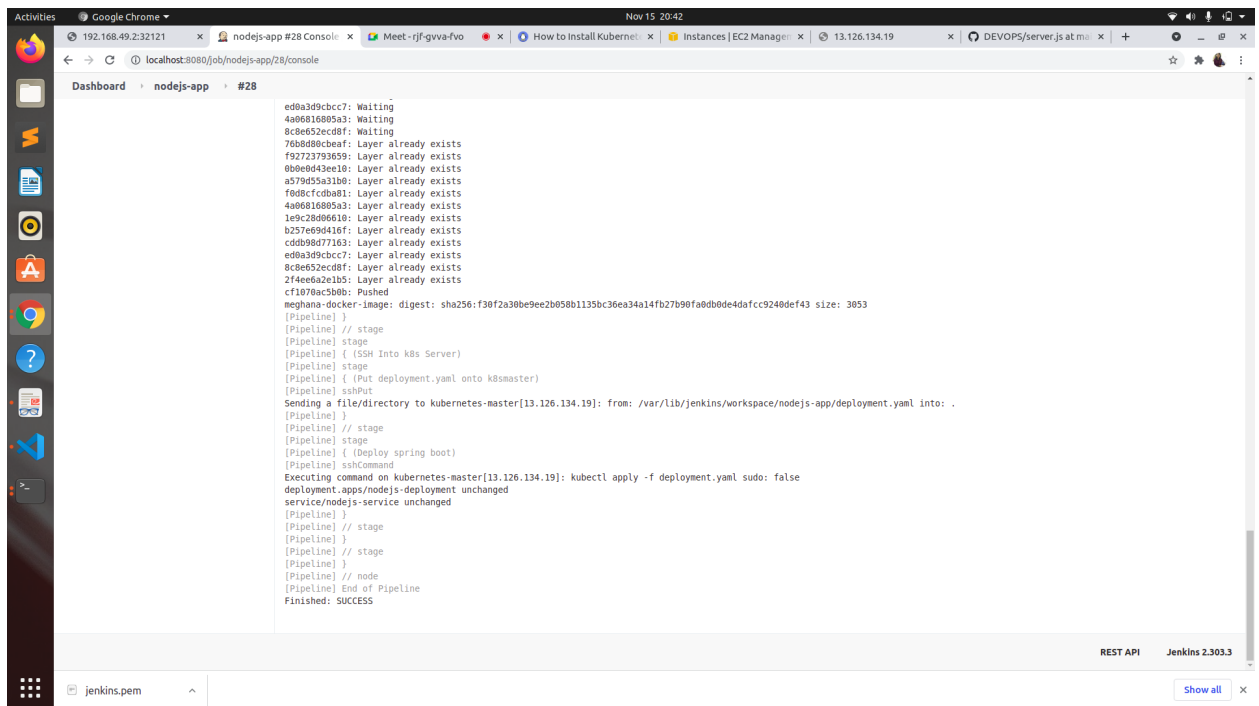 Activities
Google Chrome
Nov 15 20:42
192.168.49.2:32121
nodejs-app #28 Console
Meet - rjf-gvva-fvo
How to Install Kubernet
Instances | EC2 Manager
13.126.134.19
DEVOPS/server.js at ma
localhost:8080/job/nodejs-app/28/console
Dashboard
nodejs-app
#28
ed0a3d9cbcc7: Waiting
4a06816805a3: Waiting
8c8e652ecd8f: Waiting
76b8d80cbeaf: Layer already exists
f92723793659: Layer already exists
0b0e0d43ee10: Layer already exists
a579d55a31b0: Layer already exists
f0d8cfcdba81: Layer already exists
4a06816805a3: Layer already exists
1e9c28d06610: Layer already exists
b257e69d416f: Layer already exists
cddb98d77163: Layer already exists
ed0a3d9cbcc7: Layer already exists
8c8e652ecd8f: Layer already exists
2f4ee6a2e1b5: Layer already exists
cf1070ac5b0b: Pushed
meghana-docker-image: digest: sha256:f30f2a30be9ee2b058b1135bc36ea34a14fb27b90fa0db0de4dafcc9240def43 size: 3053
[Pipeline] }
[Pipeline] // stage
[Pipeline] stage
[Pipeline] { (SSH Into k8s Server)
[Pipeline] stage
[Pipeline] { (Put deployment.yaml onto k8smaster)
[Pipeline] sshPut
Sending a file/directory to kubernetes-master[13.126.134.19]: from: /var/lib/jenkins/workspace/nodejs-app/deployment.yaml into: .
[Pipeline] }
[Pipeline] // stage
[Pipeline] stage
[Pipeline] { (Deploy spring boot)
[Pipeline] sshCommand
Executing command on kubernetes-master[13.126.134.19]: kubectl apply -f deployment.yaml sudo: false
deployment.apps/nodejs-deployment unchanged
service/nodejs-service unchanged
[Pipeline] }
[Pipeline] // stage
[Pipeline] }
[Pipeline] // stage
[Pipeline] }
[Pipeline] // node
[Pipeline] End of Pipeline
Finished: SUCCESS
REST API
Jenkins 2.303.3
jenkins.pem
Show all